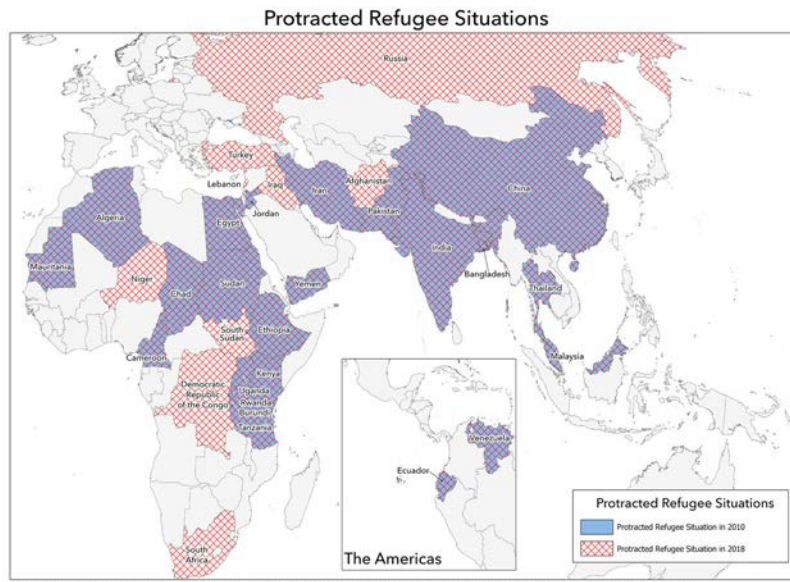 Protracted Refugee Situations
Russia
Turkey
Lebanon
Iraq
Iran
Afghanistan
China
Jordan
Algeria
Egypt
Pakistan
India
Mauritania
Niger
Chad
Sudan
Yemen
Bangladesh
Thailand
South
Sudan
Ethiopia
Cameroon
Kenya
Malaysia
Democratic
Republic
of the Congo
Uganda
Rwanda
Burundi
Tanzania
Venezuela
Ecuador
South
Africa
The Americas
Protracted Refugee Situations
Protracted Refugee Situation in 2010
Protracted Refugee Situation in 2018